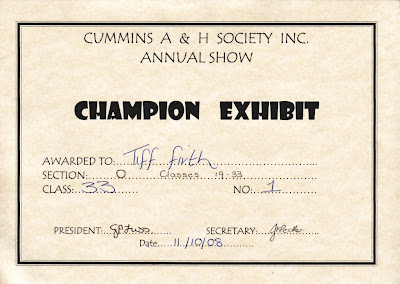 CUMMINS A & H SOCIETY INC.
ANNUAL SHOW
CHAMPION EXHIBIT
AWARDED TO: Tiff Firth
SECTION: O Classes 19-33
CLASS: 33 NO: 1
PRESIDENT: SECRETARY:
Date 11/10/08